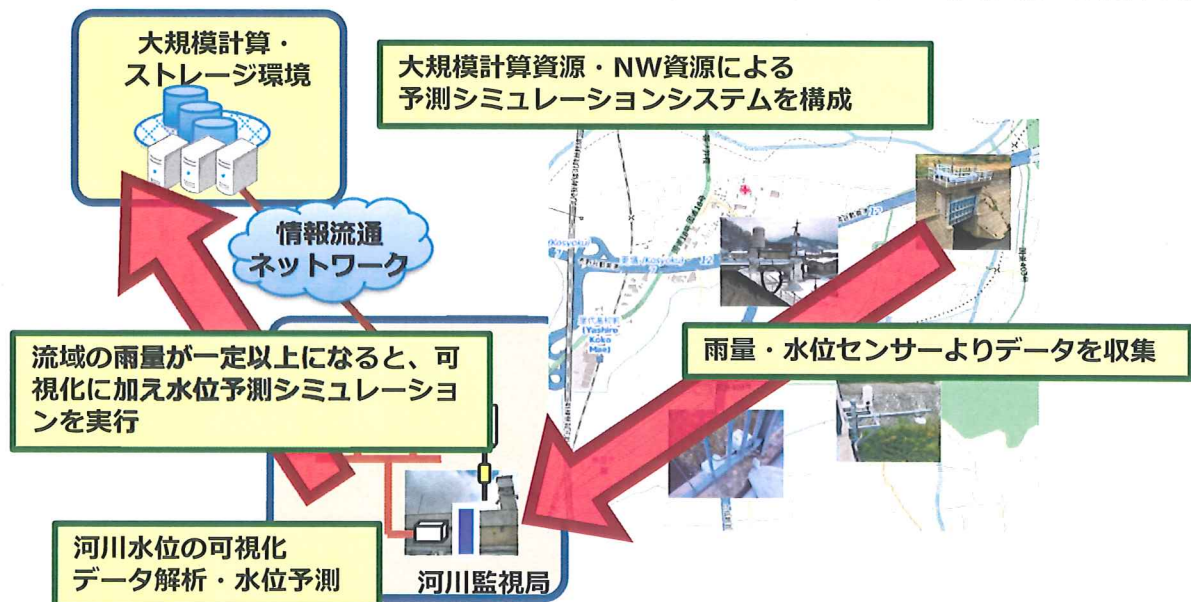 大規模計算・
ストレージ環境
大規模計算資源・NW資源による
予測シミュレーションシステムを構成
情報流通
ネットワーク
流域の雨量が一定以上になると、可
視化に加え水位予測シミュレーショ
ンを実行
雨量・水位センサーよりデータを収集
(Yashiro
Koko
Mae)
河川水位の可視化
データ解析・水位予測
河川監視局